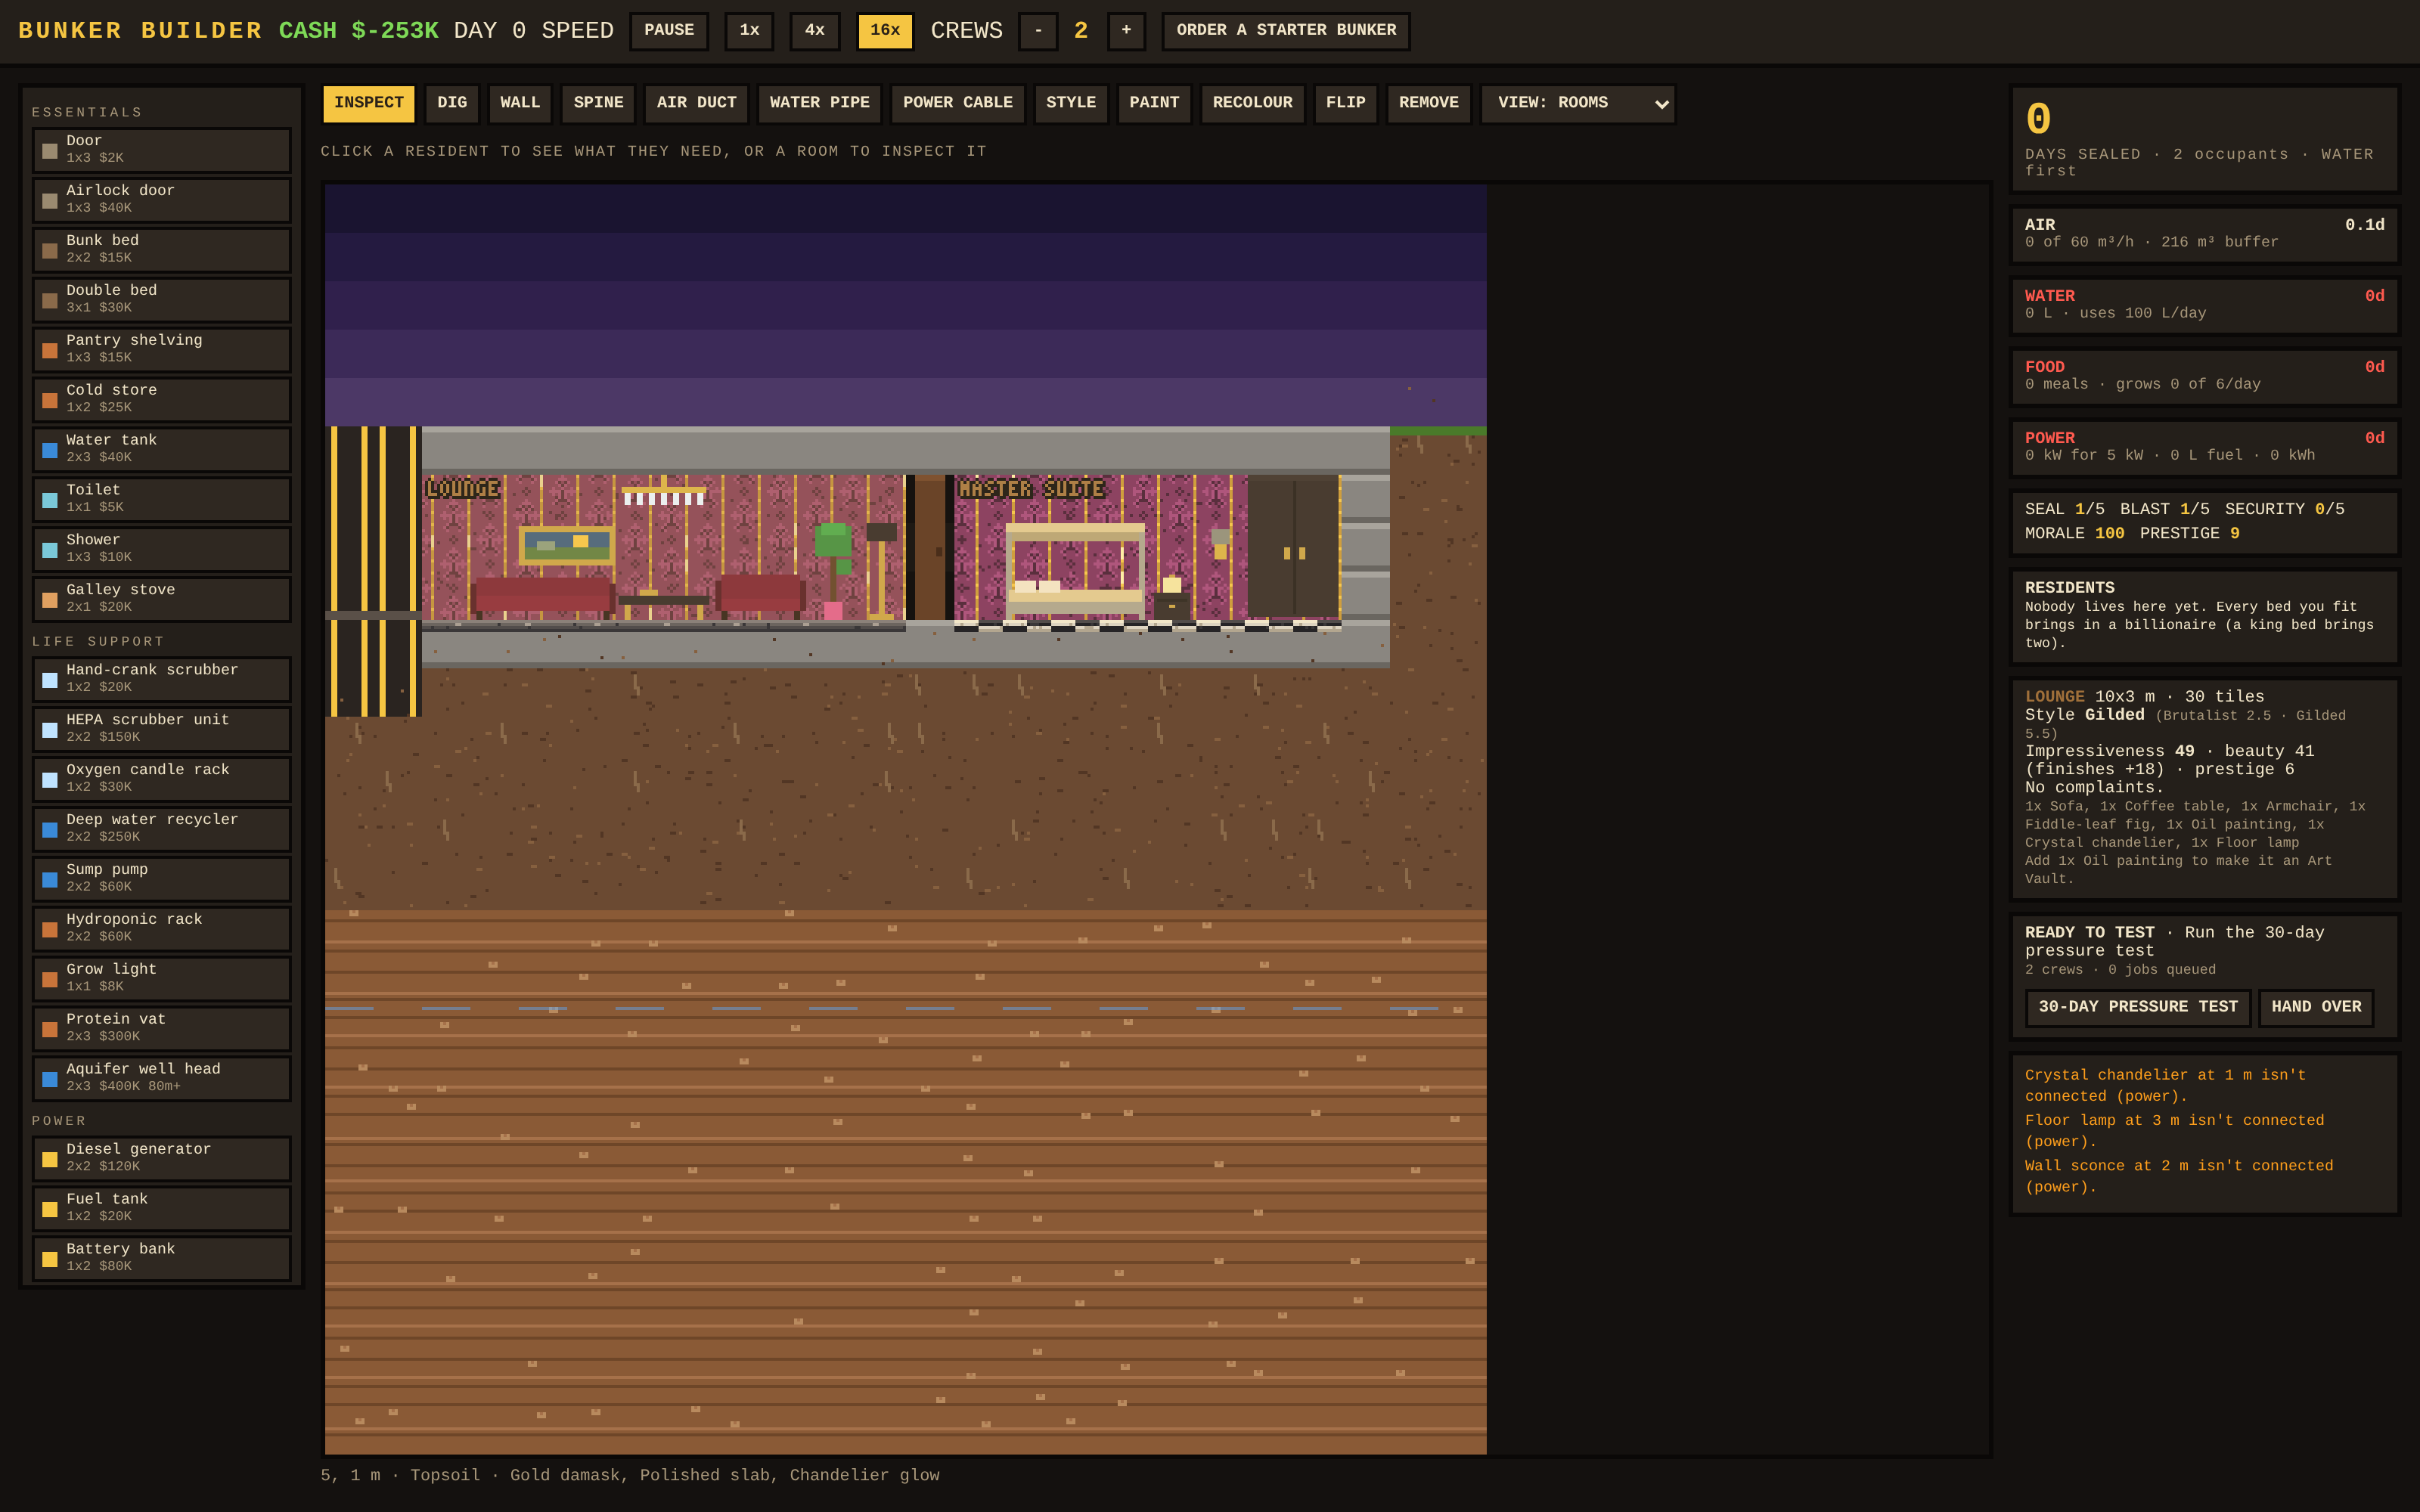 BUNKER BUILDER CASH $-253K DAY 0 SPEED PAUSE 1x 4x 16x CREWS - 2 + ORDER A STARTER BUNKER
ESSENTIALS
Door
1x3 $2K
Airlock door
1x3 $40K
Bunk bed
2x2 $15K
Double bed
3x1 $30K
Pantry shelving
1x3 $15K
Cold store
1x2 $25K
Water tank
2x3 $40K
Toilet
1x1 $5K
Shower
1x3 $10K
Galley stove
2x1 $20K
LIFE SUPPORT
Hand-crank scrubber
1x2 $20K
HEPA scrubber unit
2x2 $150K
Oxygen candle rack
1x2 $30K
Deep water recycler
2x2 $250K
Sump pump
2x2 $60K
Hydroponic rack
2x2 $60K
Grow light
1x1 $8K
Protein vat
2x3 $300K
Aquifer well head
2x3 $400K 80m+
POWER
Diesel generator
2x2 $120K
Fuel tank
1x2 $20K
Battery bank
1x2 $80K
INSPECT DIG WALL SPINE AIR DUCT WATER PIPE POWER CABLE STYLE PAINT RECOLOUR FLIP REMOVE VIEW: ROOMS
CLICK A RESIDENT TO SEE WHAT THEY NEED, OR A ROOM TO INSPECT IT
LOUNGE
MASTER SUITE
5, 1 m · Topsoil · Gold damask, Polished slab, Chandelier glow
0
DAYS SEALED · 2 occupants · WATER
first
AIR 0.1d
0 of 60 m³/h · 216 m³ buffer
WATER 0d
0 L · uses 100 L/day
FOOD 0d
0 meals · grows 0 of 6/day
POWER 0d
0 kW for 5 kW · 0 L fuel · 0 kWh
SEAL 1/5 BLAST 1/5 SECURITY 0/5
MORALE 100 PRESTIGE 9
RESIDENTS
Nobody lives here yet. Every bed you fit
brings in a billionaire (a king bed brings
two).
LOUNGE 10x3 m · 30 tiles
Style Gilded (Brutalist 2.5 · Gilded
5.5)
Impressiveness 49 · beauty 41
(finishes +18) · prestige 6
No complaints.
1x Sofa, 1x Coffee table, 1x Armchair, 1x
Fiddle-leaf fig, 1x Oil painting, 1x
Crystal chandelier, 1x Floor lamp
Add 1x Oil painting to make it an Art
Vault.
READY TO TEST · Run the 30-day
pressure test
2 crews · 0 jobs queued
30-DAY PRESSURE TEST HAND OVER
Crystal chandelier at 1 m isn't
connected (power).
Floor lamp at 3 m isn't connected
(power).
Wall sconce at 2 m isn't connected
(power).